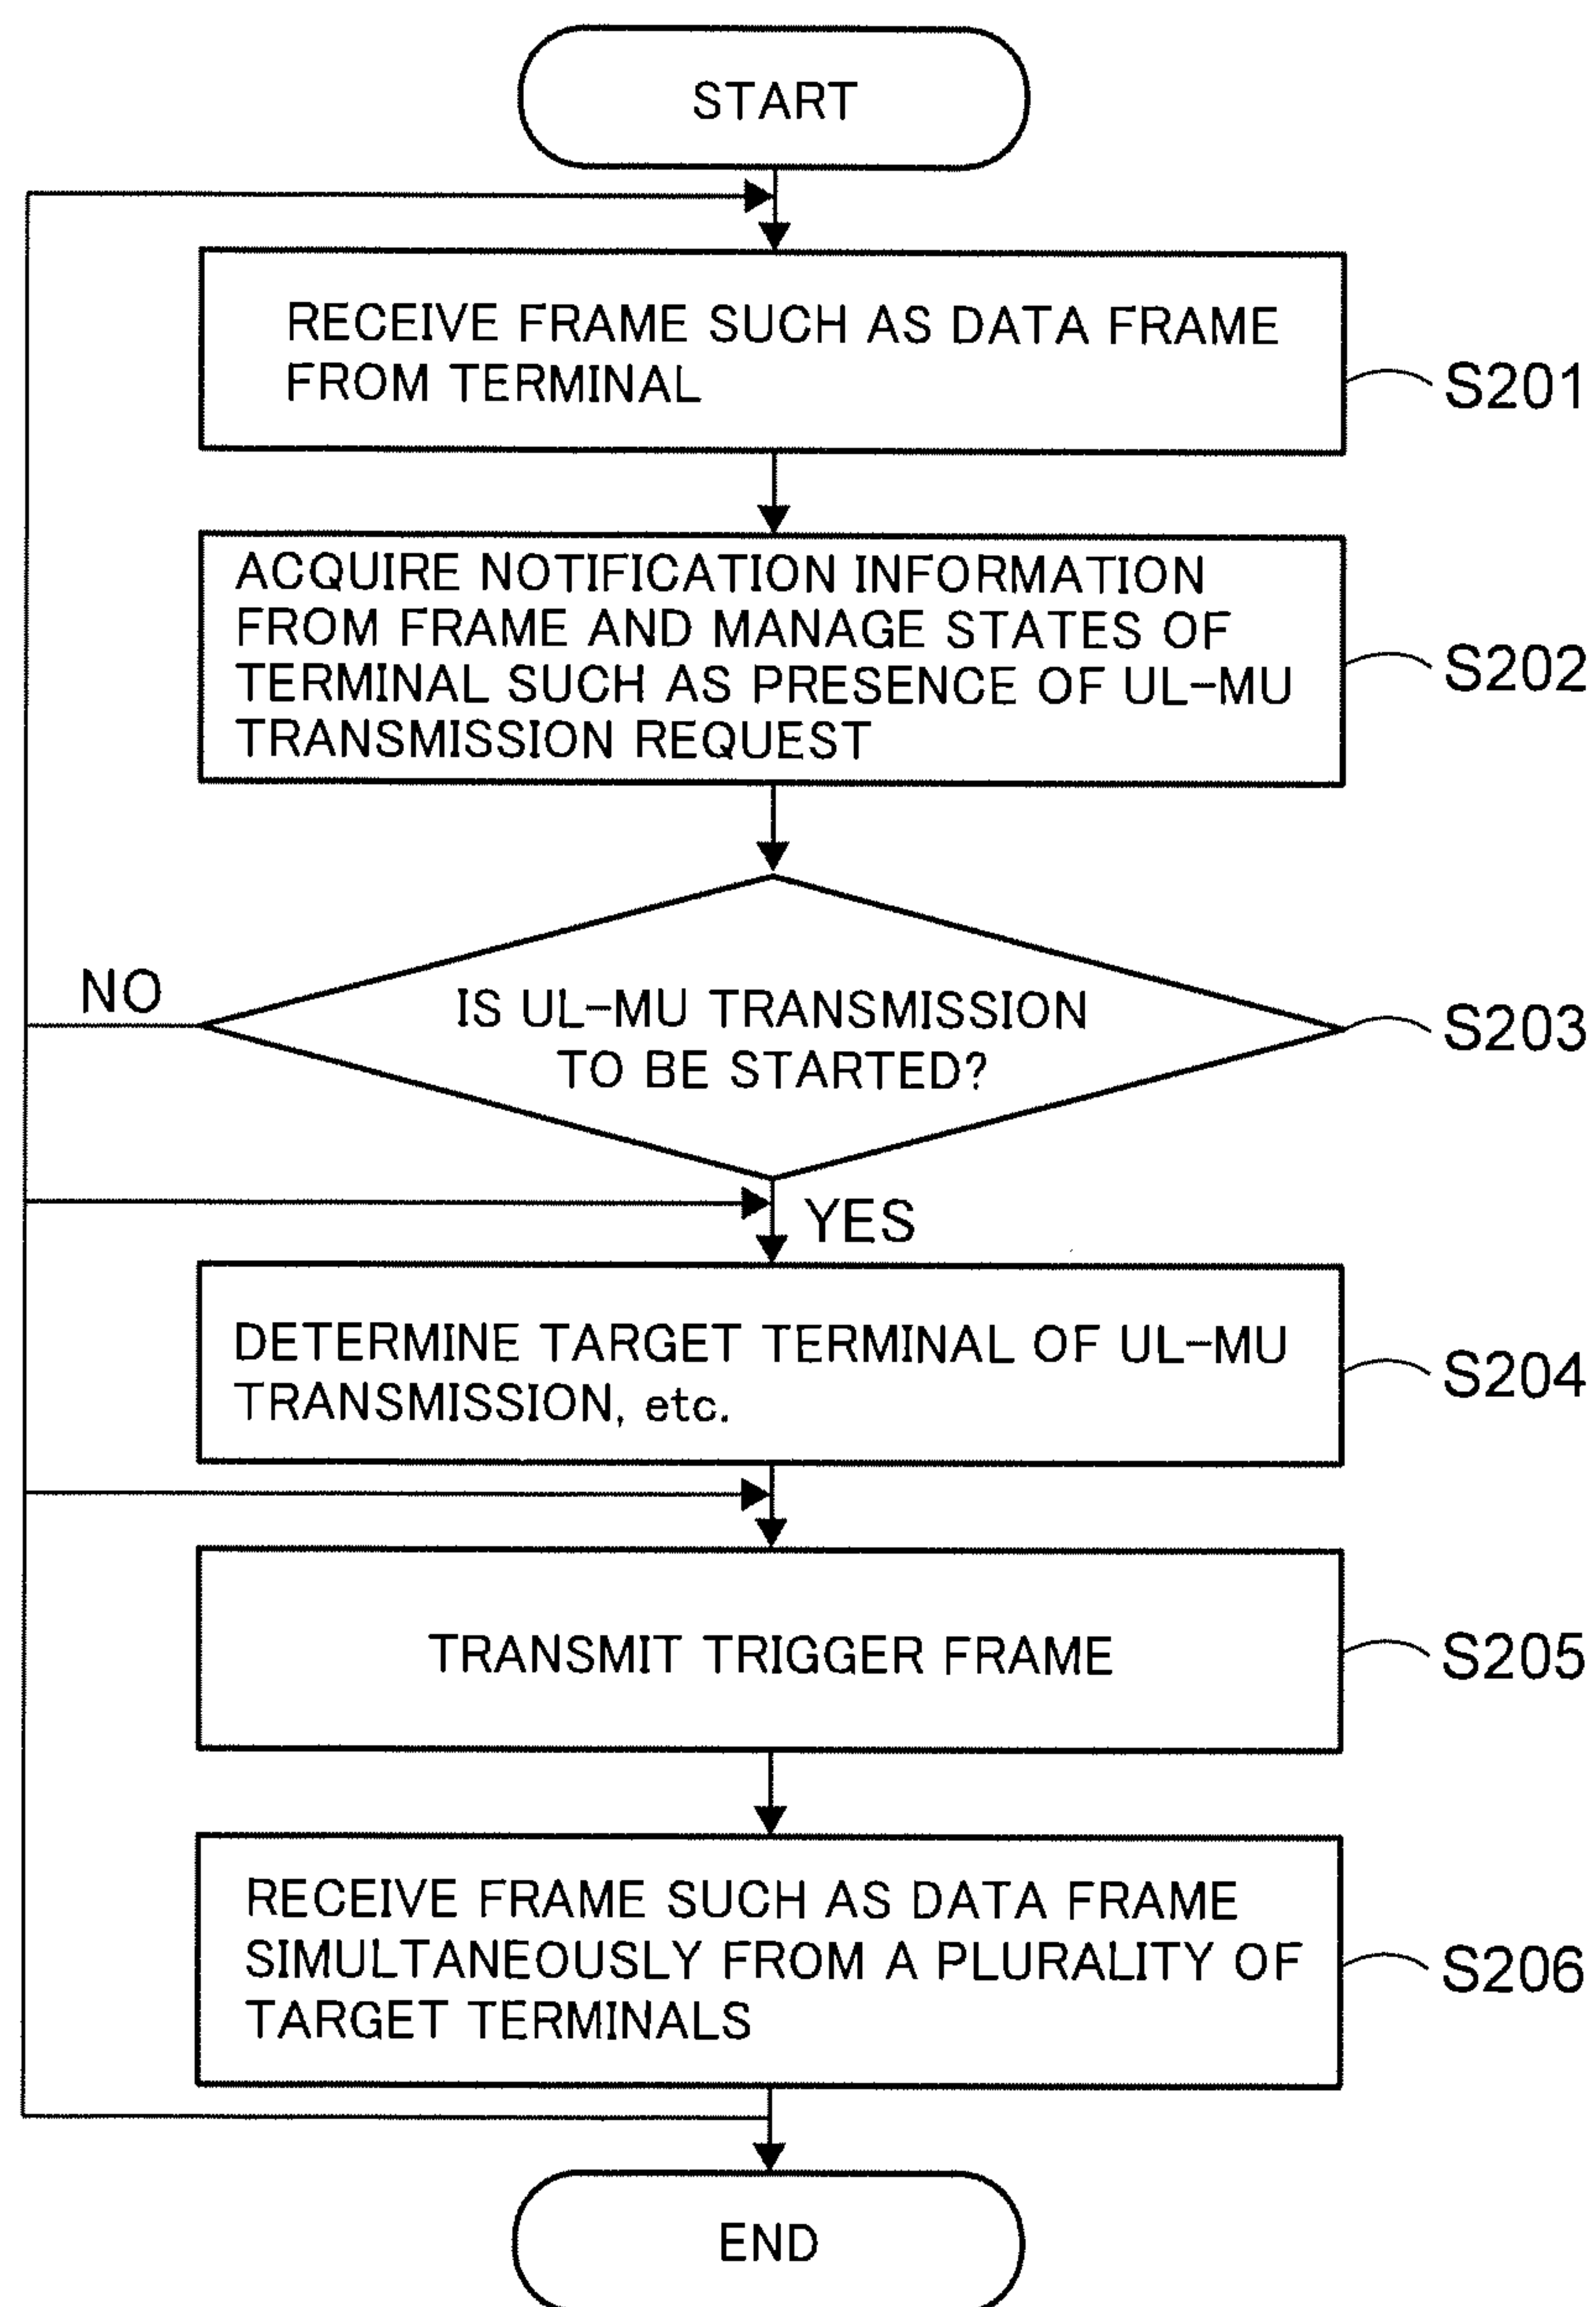 START
RECEIVE FRAME SUCH AS DATA FRAME
FROM TERMINAL
S201
ACQUIRE NOTIFICATION INFORMATION
FROM FRAME AND MANAGE STATES OF
TERMINAL SUCH AS PRESENCE OF UL-MU
TRANSMISSION REQUEST
S202
NO
IS UL-MU TRANSMISSION
TO BE STARTED?
S203
YES
DETERMINE TARGET TERMINAL OF UL-MU
TRANSMISSION, etc.
S204
TRANSMIT TRIGGER FRAME
S205
RECEIVE FRAME SUCH AS DATA FRAME
SIMULTANEOUSLY FROM A PLURALITY OF
TARGET TERMINALS
S206
END